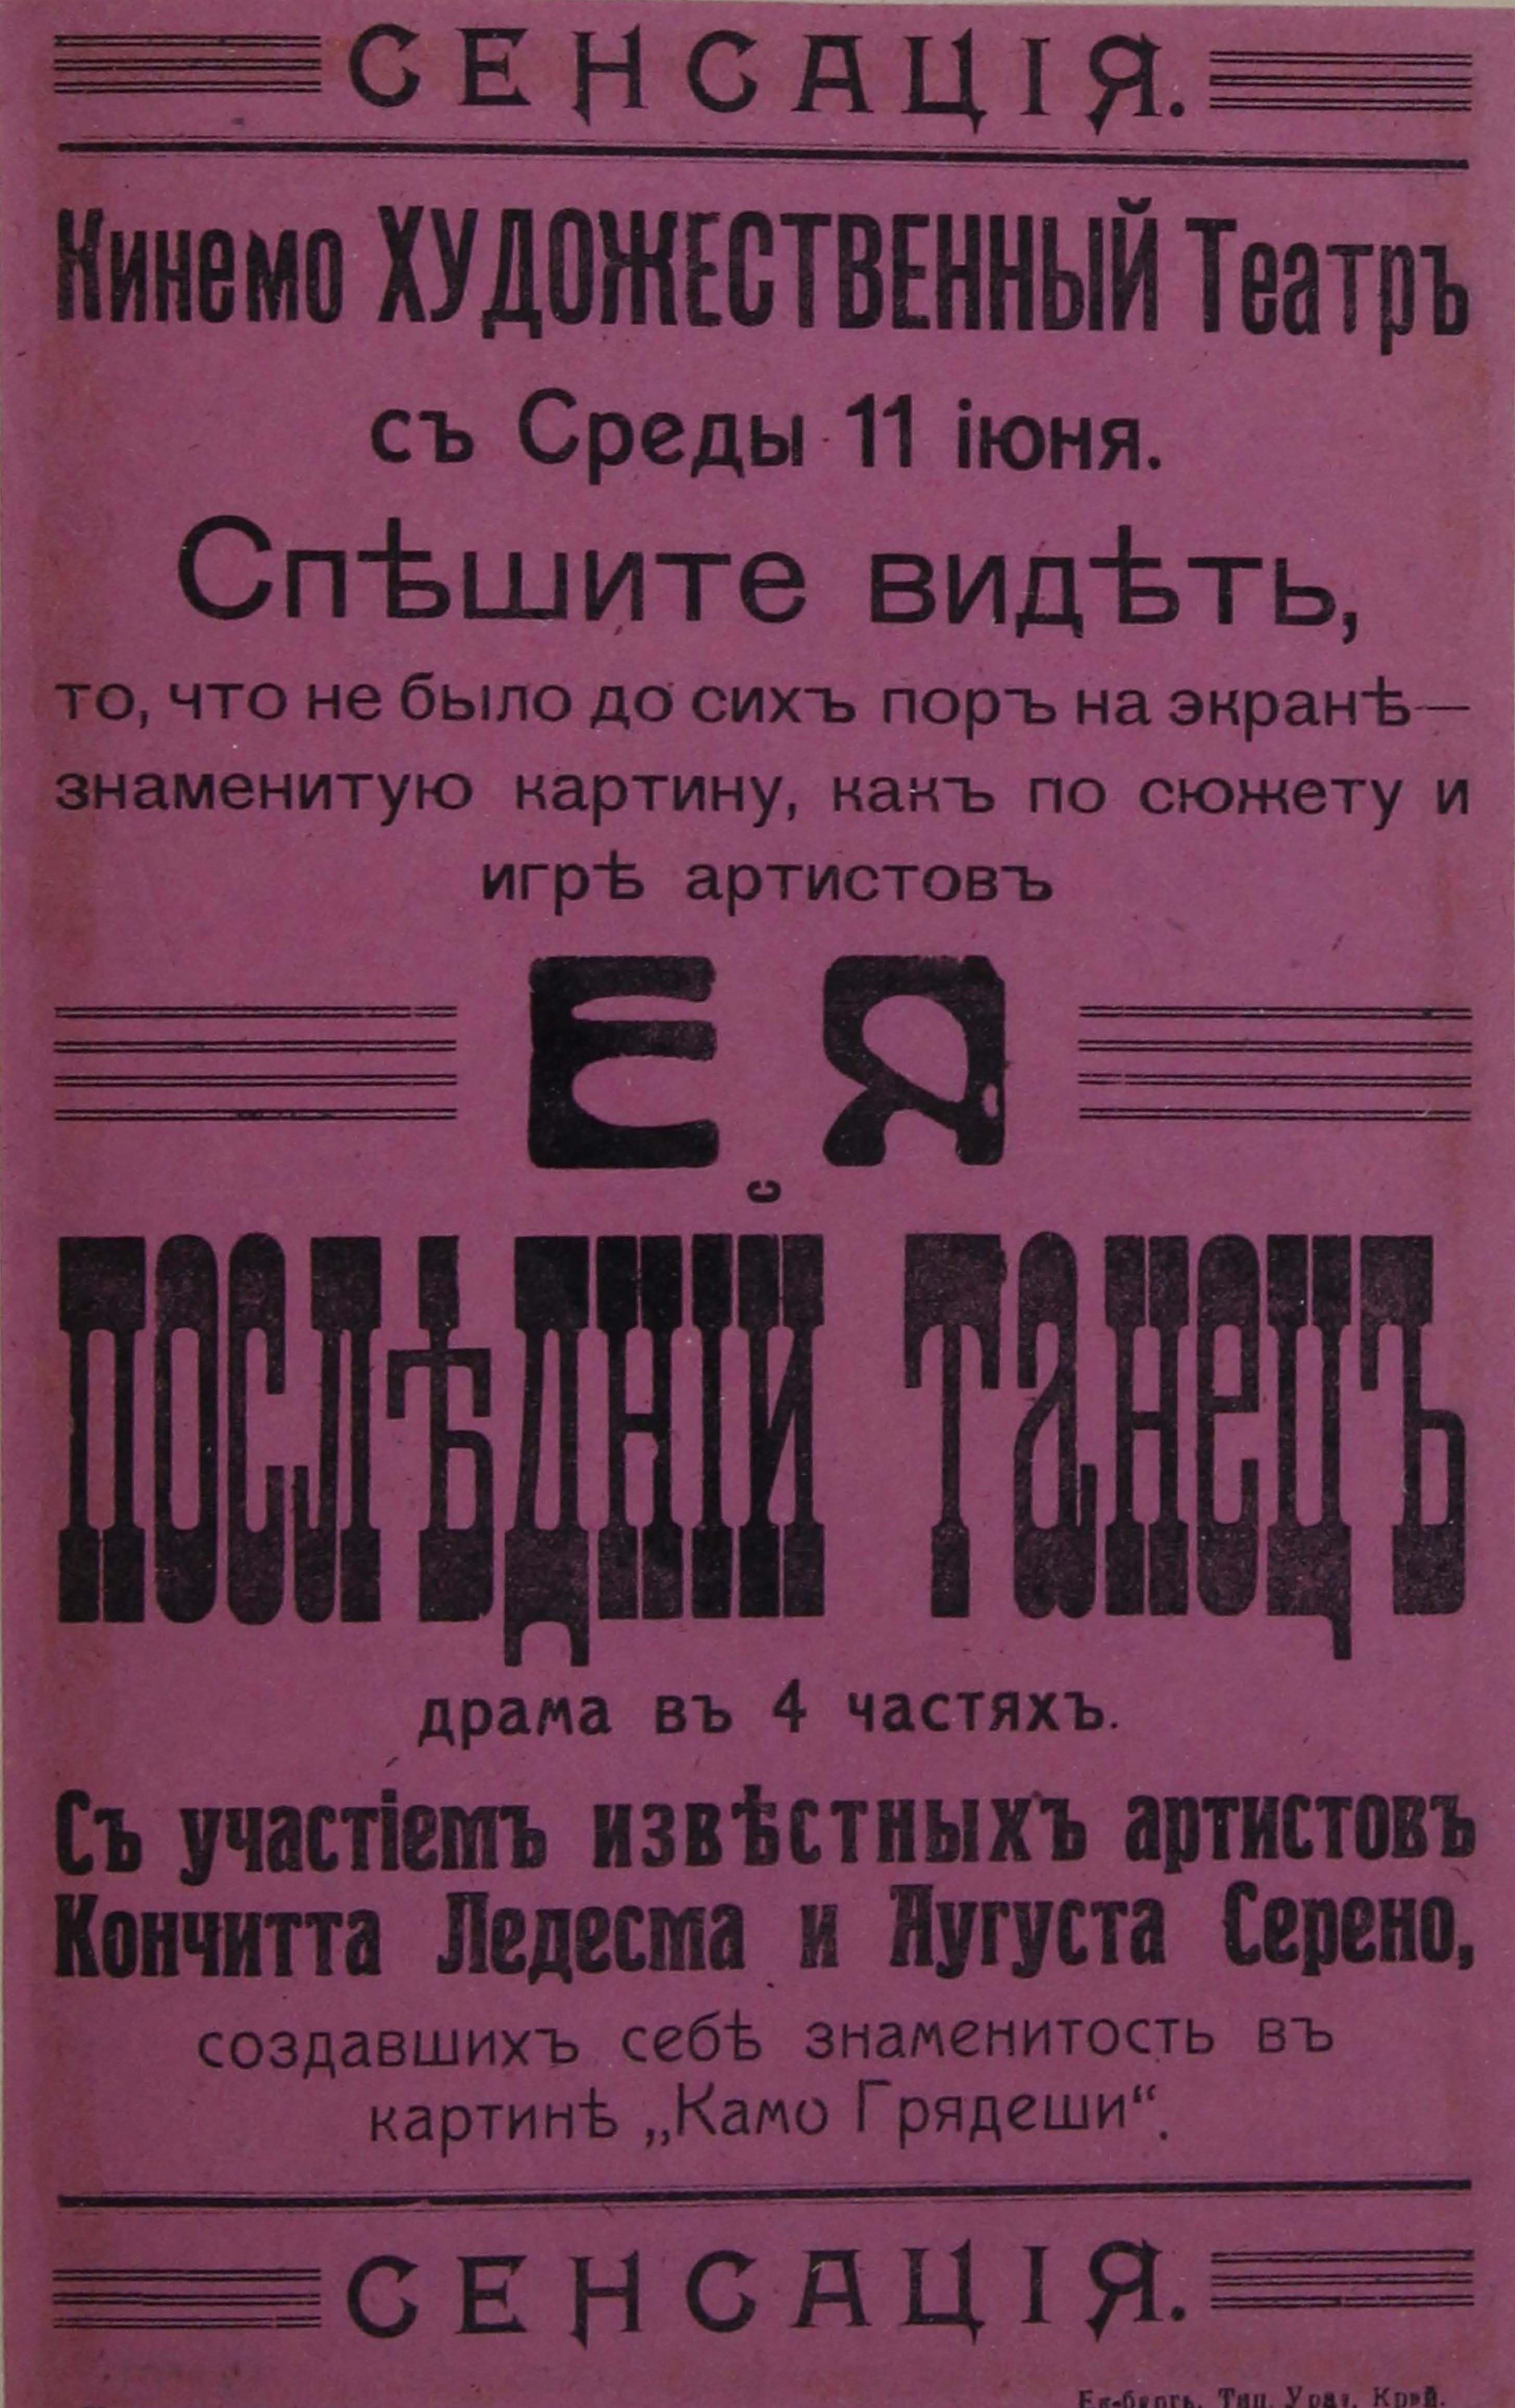 СЕНСАЦІЯ.
Кинемо ХУДОЖЕСТВЕННЫЙ Театръ
съ Среды 11 іюня.
Спѣшите видѣть,
то, что не было до сихъ поръ на экранѣ—
знаменитую картину, какъ по сюжету и
игрѣ артистовъ
ЕЯ
ПОСЛѢДНІЙ ТАНЕЦЪ
драма въ 4 частяхъ.
Съ участіемъ извѣстныхъ артистовъ
Кончитта Ледесма и Аугуста Серено,
создавшихъ себѣ знаменитость въ
картинѣ „Камо Грядеши“.
СЕНСАЦІЯ.
Ек-бергъ, Тип. Урал. Край.